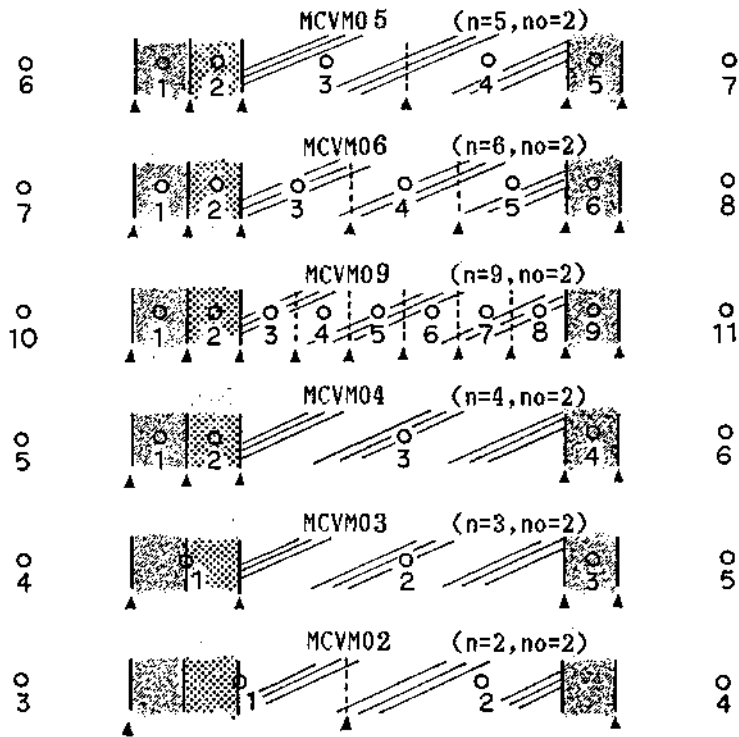 MCVM05 (n=5,no=2)
6 1 2 3 4 5 7
MCVM06 (n=6,no=2)
7 1 2 3 4 5 6 8
MCVM09 (n=9,no=2)
10 1 2 3 4 5 6 7 8 9 11
MCVM04 (n=4,no=2)
5 1 2 3 4 6
MCVM03 (n=3,no=2)
4 1 2 3 5
MCVM02 (n=2,no=2)
3 1 2 4